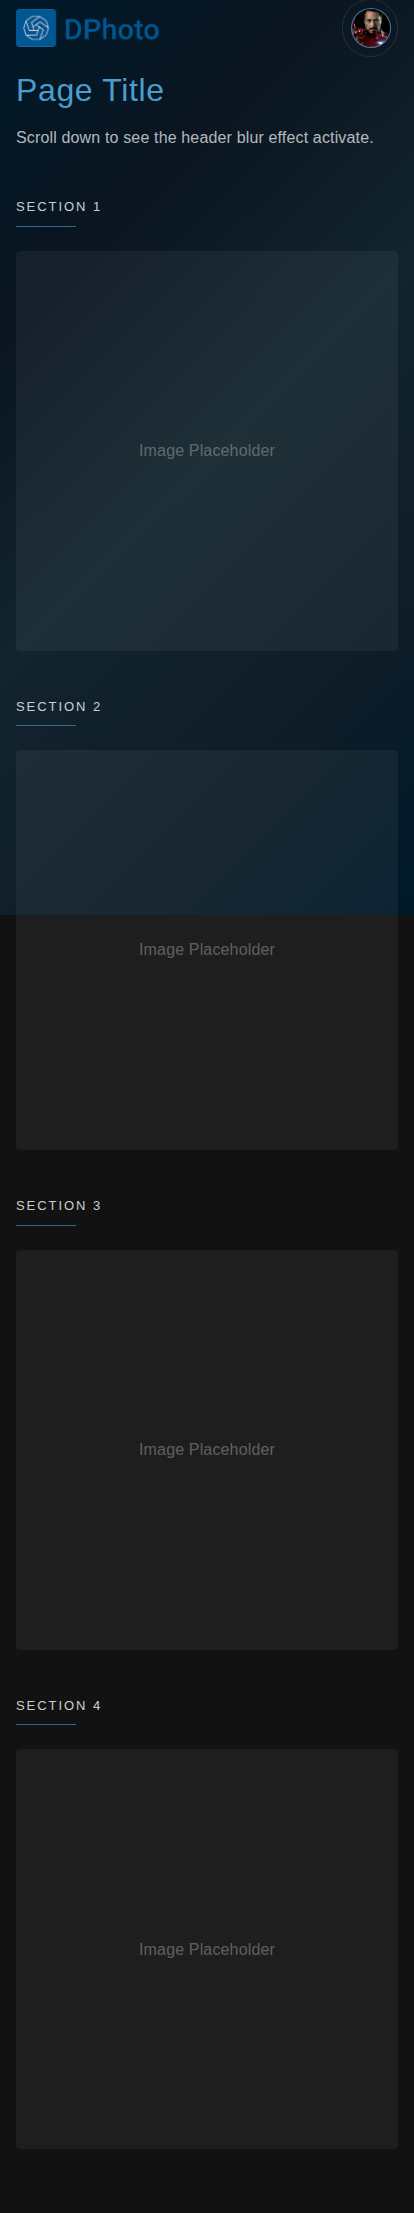 DPhoto
Page Title
Scroll down to see the header blur effect activate.
SECTION 1
Image Placeholder
SECTION 2
Image Placeholder
SECTION 3
Image Placeholder
SECTION 4
Image Placeholder